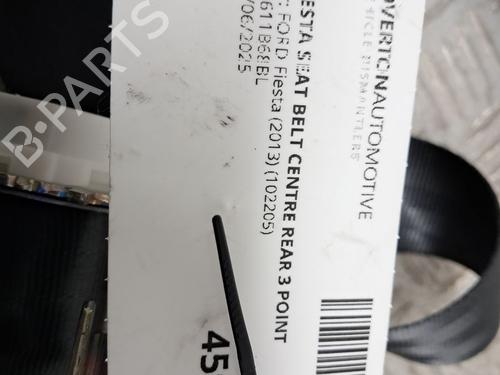 OVERTONAUTOMOTIVE
VEHICLE DISMANTLERS
ESTA SEAT BELT CENTRE REAR 3 POINT
: FORD Fiesta (2013) (102205)
611B68BL
/06/2025
45
B-PARTS